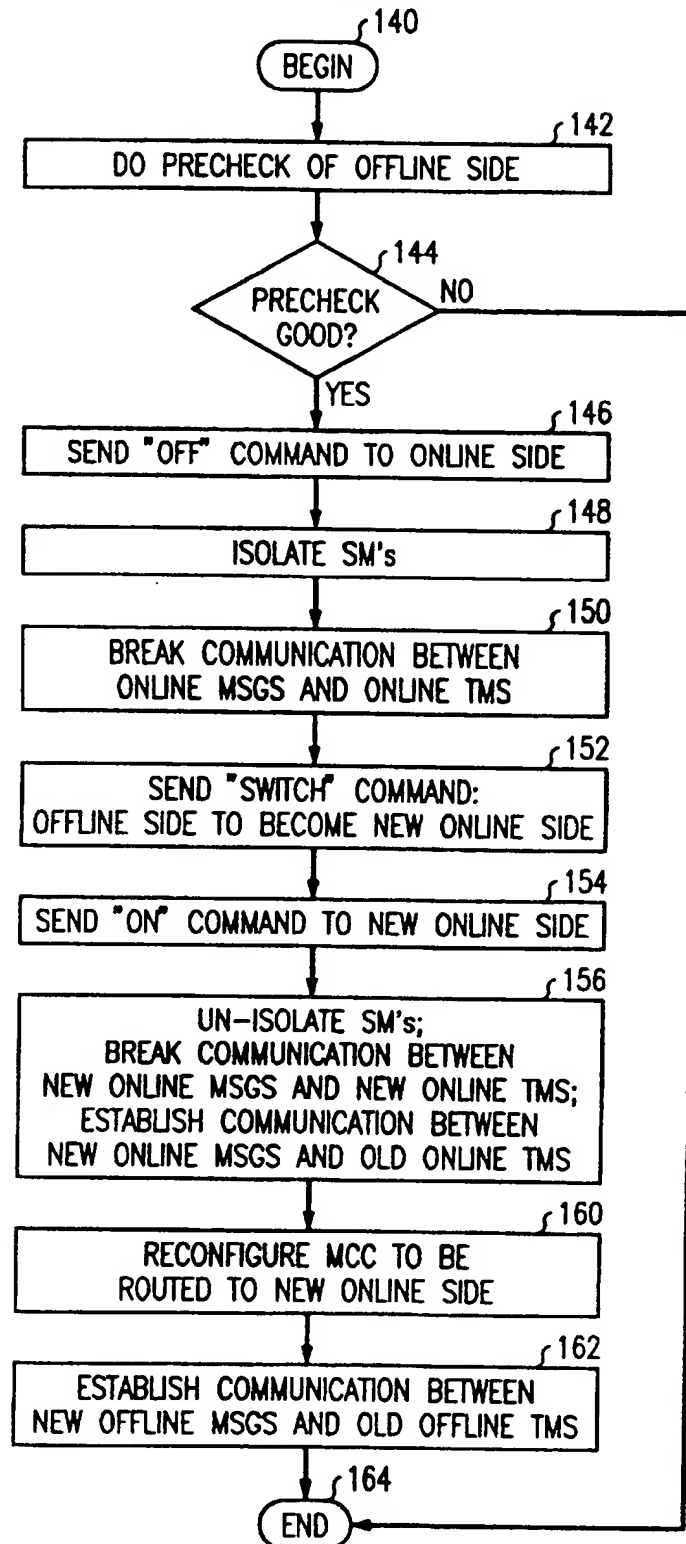 140
BEGIN
142
DO PRECHECK OF OFFLINE SIDE
144
PRECHECK
GOOD?
NO
YES
146
SEND "OFF" COMMAND TO ONLINE SIDE
148
ISOLATE SM's
150
BREAK COMMUNICATION BETWEEN
ONLINE MSGS AND ONLINE TMS
152
SEND "SWITCH" COMMAND:
OFFLINE SIDE TO BECOME NEW ONLINE SIDE
154
SEND "ON" COMMAND TO NEW ONLINE SIDE
156
UN-ISOLATE SM's;
BREAK COMMUNICATION BETWEEN
NEW ONLINE MSGS AND NEW ONLINE TMS;
ESTABLISH COMMUNICATION BETWEEN
NEW ONLINE MSGS AND OLD ONLINE TMS
160
RECONFIGURE MCC TO BE
ROUTED TO NEW ONLINE SIDE
162
ESTABLISH COMMUNICATION BETWEEN
NEW OFFLINE MSGS AND OLD OFFLINE TMS
164
END